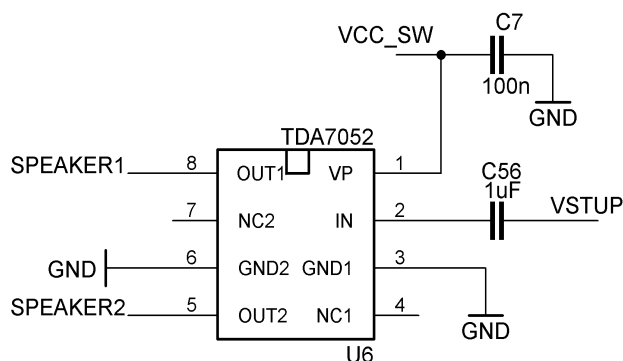 VCC_SW
C7
100n
GND
TDA7052
SPEAKER1 8 OUT1 VP 1
C56
1uF
7 NC2 IN 2 VSTUP
GND 6 GND2 GND1 3
SPEAKER2 5 OUT2 NC1 4
GND
U6